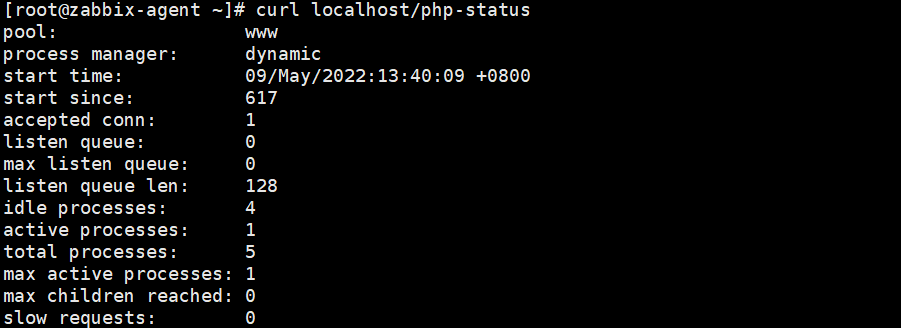 [root@zabbix-agent ~]# curl localhost/php-status
pool:                 www
process manager:      dynamic
start time:           09/May/2022:13:40:09 +0800
start since:          617
accepted conn:        1
listen queue:         0
max listen queue:     0
listen queue len:     128
idle processes:       4
active processes:     1
total processes:      5
max active processes: 1
max children reached: 0
slow requests:        0